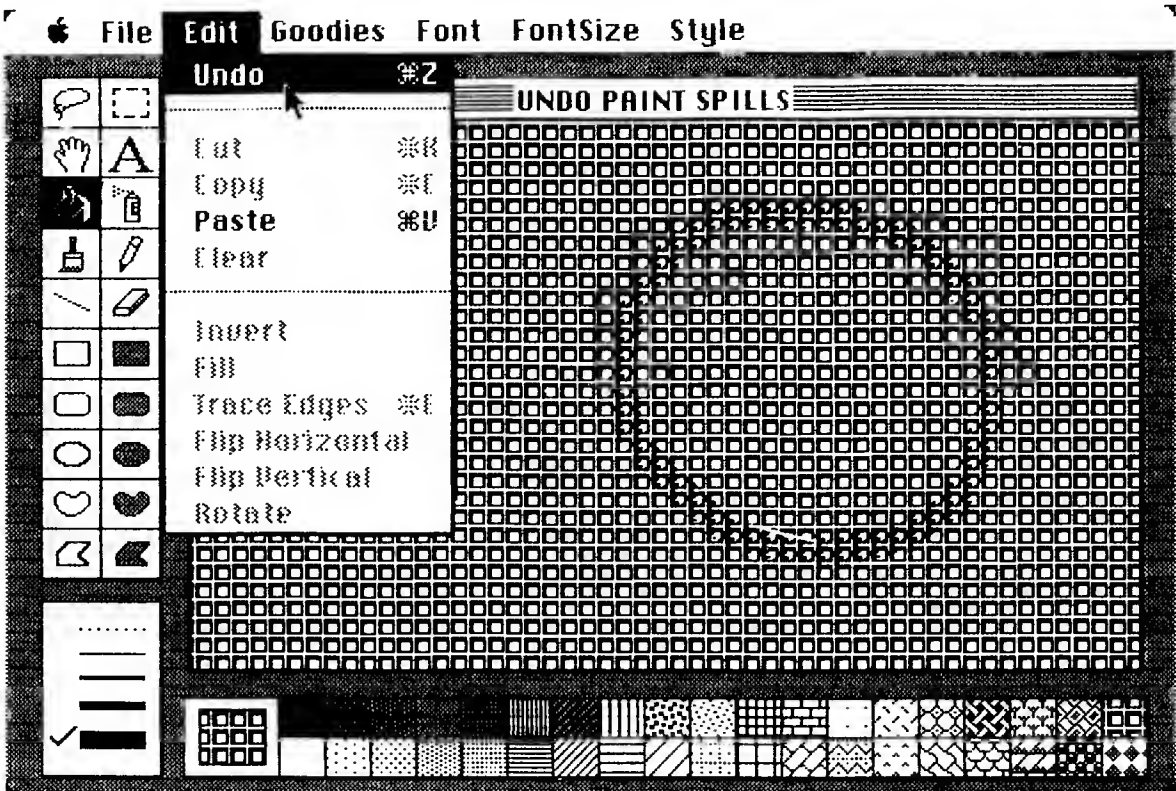 File Edit Goodies Font FontSize Style
Undo ⌘Z
UNDO PAINT SPILLS
Cut
Copy
Paste ⌘V
Clear
Invert
Fill
Trace Edges ⌘E
Flip Horizontal
Flip Vertical
Rotate